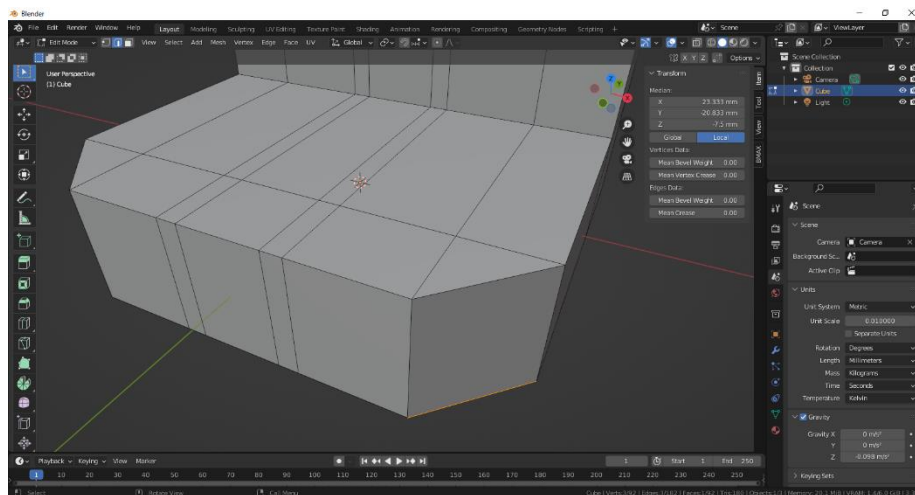 Blender
File Edit Render Window Help Layout Modeling Sculpting UV Editing Texture Paint Shading Animation Rendering Compositing Geometry Nodes Scripting + Scene ViewLayer
Edit Mode View Select Add Mesh Vertex Edge Face UV Global
X Y Z Options
User Perspective
(1) Cube
Transform
Median:
X 23.333 mm
Y -20.833 mm
Z -7.5 mm
Global Local
Vertices Data:
Mean Bevel Weight 0.00
Mean Vertex Crease 0.00
Edges Data:
Mean Bevel Weight 0.00
Mean Crease 0.00
Item
Tool
View
BMAX
Scene Collection
Collection
Camera
Cube
Light
Scene
Scene
Camera Camera
Background Sc..
Active Clip
Units
Unit System Metric
Unit Scale 0.010000
Separate Units
Rotation Degrees
Length Millimeters
Mass Kilograms
Time Seconds
Temperature Kelvin
Gravity
Gravity X 0 m/s²
Y 0 m/s²
Z -0.098 m/s²
Keying Sets
Playback Keying View Marker 1 Start 1 End 250
1 10 20 30 40 50 60 70 80 90 100 110 120 130 140 150 160 170 180 190 200 210 220 230 240 250
Select Rotate View Call Menu